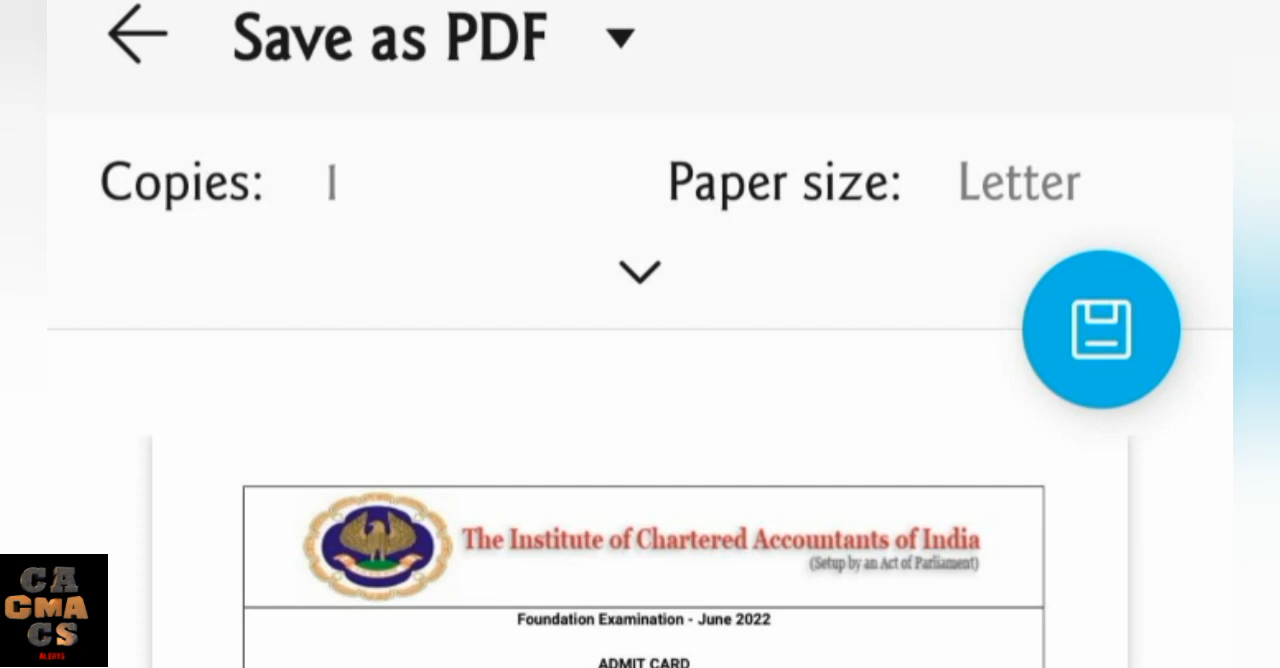 Save as PDF
Copies: 1 Paper size: Letter
The Institute of Chartered Accountants of India
(Setup by an Act of Parliament)
Foundation Examination - June 2022
ADMIT CARD
CA
CMA
CS
ALERTS